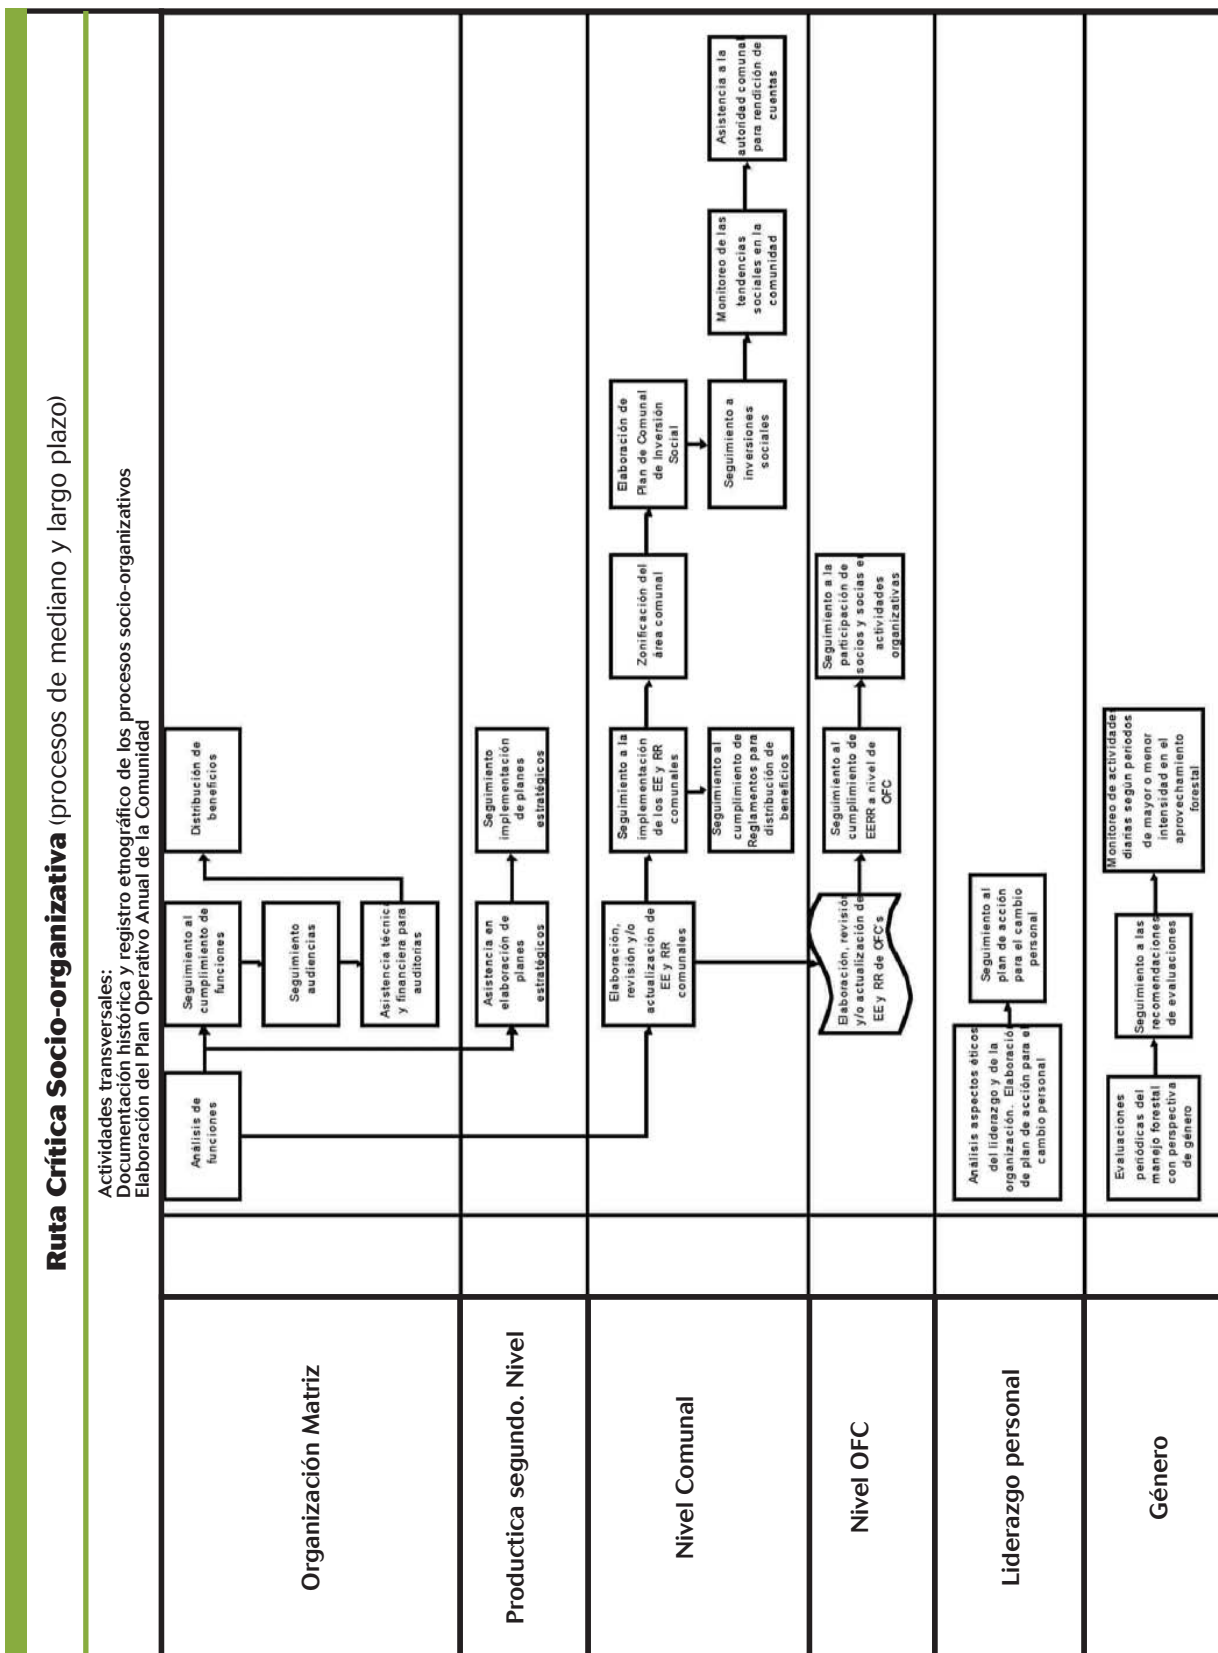 Ruta Crítica Socio-organizativa (procesos de mediano y largo plazo)
Actividades transversales:
Documentación histórica y registro etnográfico de los procesos socio-organizativos
Elaboración del Plan Operativo Anual de la Comunidad
Organización Matriz
Análisis de
funciones
Seguimiento al
cumplimiento de
funciones
Seguimiento
audiencias
Asistencia técnica
y financiera para
auditorias
Distribución de
beneficios
Productica segundo. Nivel
Asistencia en
elaboración de
planes
estratégicos
Seguimiento
implementación
de planes
estratégicos
Nivel Comunal
Elaboración,
revisión y/o
actualización de
EE y RR
comunales
Seguimiento a la
implementación
de los EE y RR
comunales
Seguimiento al
cumplimiento de
Reglamentos para
distribución de
beneficios
Zonificación del
área comunal
Elaboración de
Plan de Comunal
de Inversión
Social
Seguimiento a
inversiones
sociales
Monitoreo de las
tendencias
sociales en la
comunidad
Asistencia a la
autoridad comunal
para rendición de
cuentas
Nivel OFC
Elaboración, revisión
y/o actualización de
EE y RR de OFC's
Seguimiento al
cumplimiento de
EERR a nivel de
OFC
Seguimiento a la
participación de
socios y socias en
actividades
organizativas
Liderazgo personal
Análisis aspectos éticos
del liderazgo y de la
organización. Elaboración
de plan de acción para el
cambio personal
Seguimiento al
plan de acción
para el cambio
personal
Género
Evaluaciones
periódicas del
manejo forestal
con perspectiva
de género
Seguimiento a las
recomendaciones
de evaluaciones
Monitoreo de actividades
diarias según periodos
de mayor o menor
intensidad en el
aprovechamiento
forestal